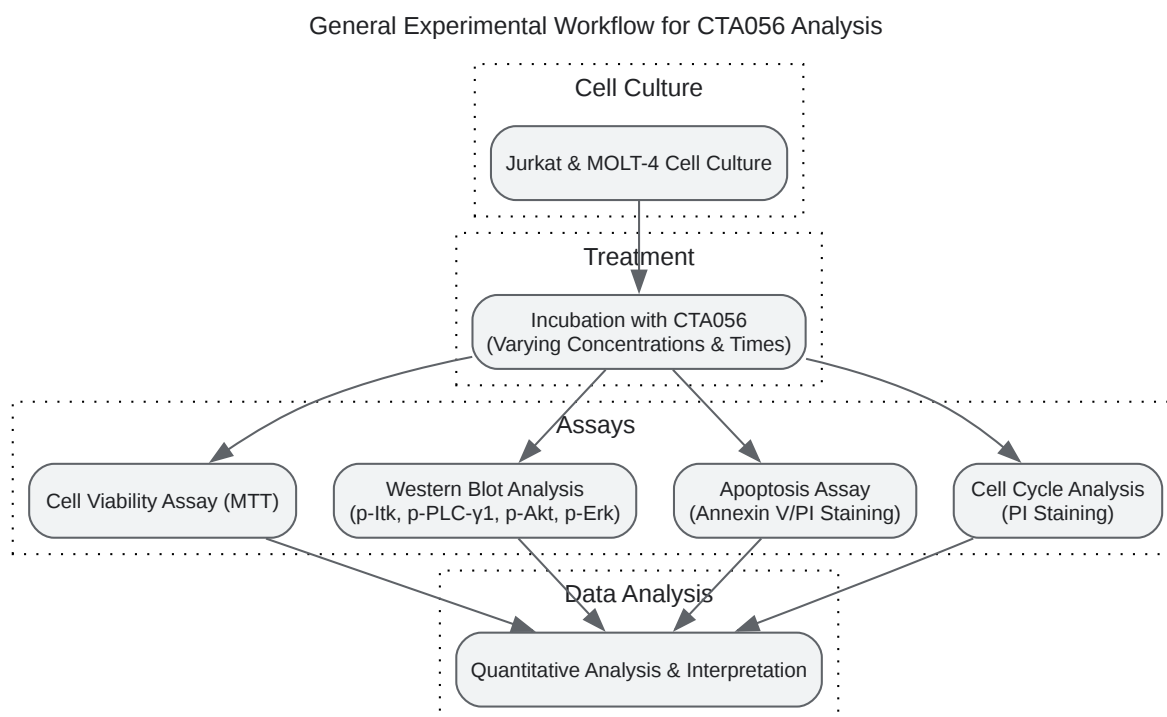 General Experimental Workflow for CTA056 Analysis
Cell Culture
Jurkat & MOLT-4 Cell Culture
Treatment
Incubation with CTA056
(Varying Concentrations & Times)
Assays
Cell Viability Assay (MTT)
Western Blot Analysis
(p-Itk, p-PLC-γ1, p-Akt, p-Erk)
Apoptosis Assay
(Annexin V/PI Staining)
Cell Cycle Analysis
(PI Staining)
Data Analysis
Quantitative Analysis & Interpretation